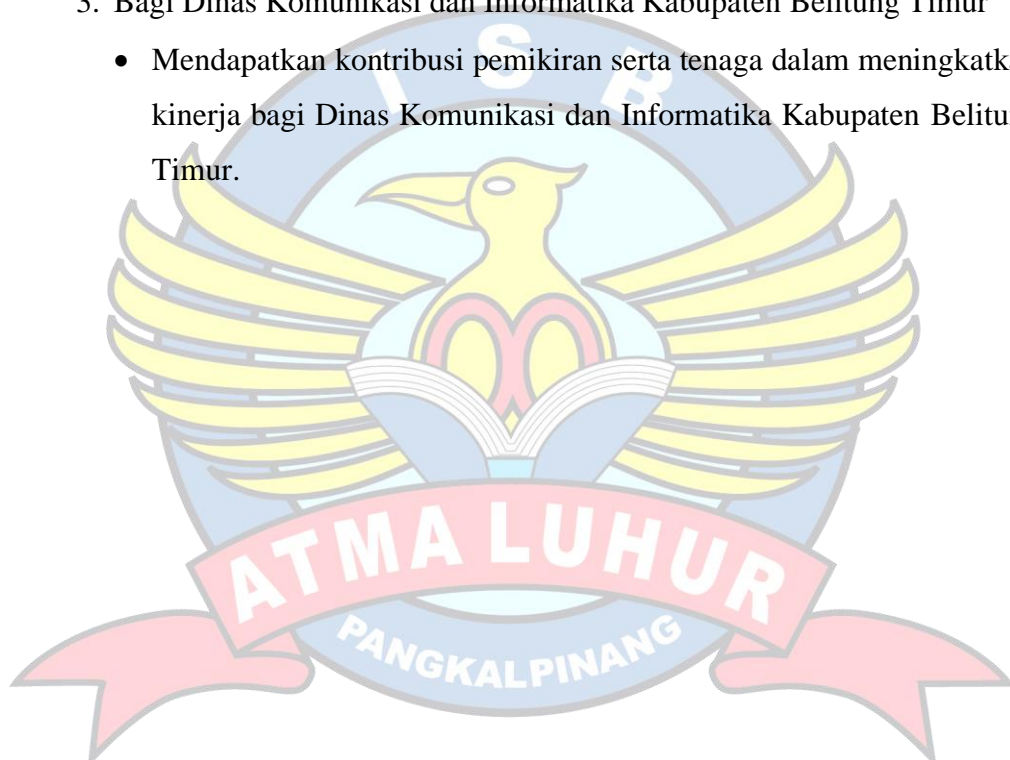 3. Bagi Dinas Komunikasi dan Informatika Kabupaten Belitung Timur
• Mendapatkan kontribusi pemikiran serta tenaga dalam meningkatk
kinerja bagi Dinas Komunikasi dan Informatika Kabupaten Belitu
Timur.
I S B
ATMA LUHUR
PANGKALPINANG